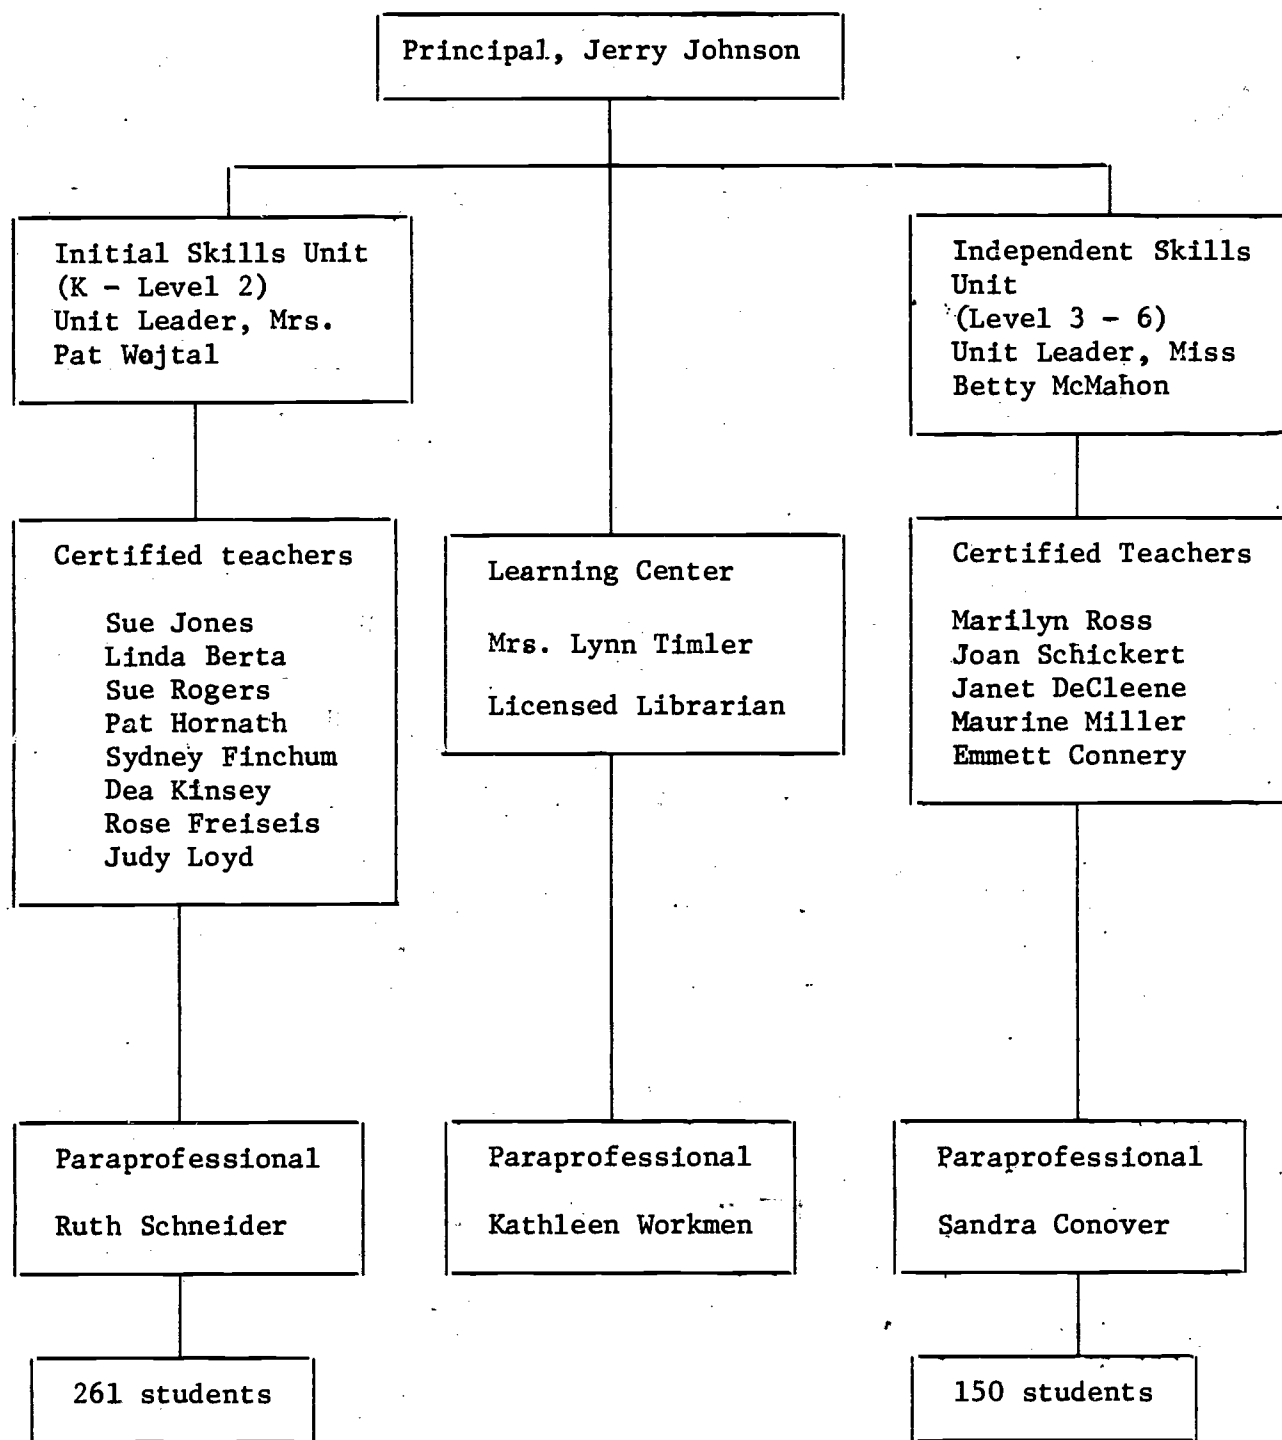 Principal, Jerry Johnson
Initial Skills Unit
(K - Level 2)
Unit Leader, Mrs.
Pat Wojtal
Independent Skills
Unit
(Level 3 - 6)
Unit Leader, Miss
Betty McMahon
Certified teachers
Sue Jones
Linda Berta
Sue Rogers
Pat Hornath
Sydney Finchum
Dea Kinsey
Rose Freiseis
Judy Loyd
Learning Center
Mrs. Lynn Timler
Licensed Librarian
Certified Teachers
Marilyn Ross
Joan Schickert
Janet DeCleene
Maurine Miller
Emmett Connery
Paraprofessional
Ruth Schneider
Paraprofessional
Kathleen Workmen
Paraprofessional
Sandra Conover
261 students
150 students